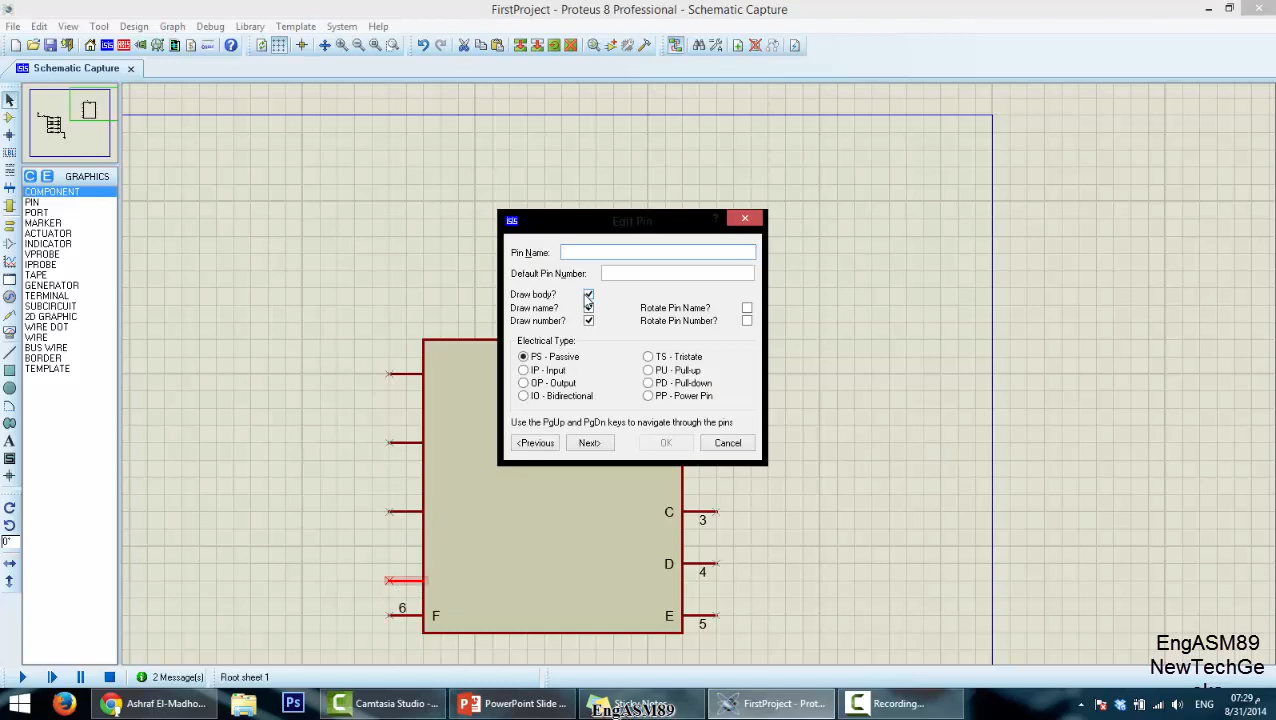 FirstProject - Proteus 8 Professional - Schematic Capture
File Edit View Tool Design Graph Debug Library Template System Help
Schematic Capture
GRAPHICS
COMPONENT
PIN
PORT
MARKER
ACTUATOR
INDICATOR
VPROBE
IPROBE
TAPE
GENERATOR
TERMINAL
SUBCIRCUIT
2D GRAPHIC
WIRE DOT
WIRE
BUS WIRE
BORDER
TEMPLATE
0°
Edit Pin
Pin Name:
Default Pin Number:
Draw body?
Draw name? Rotate Pin Name?
Draw number? Rotate Pin Number?
Electrical Type:
PS - Passive TS - Tristate
IP - Input PU - Pull-up
OP - Output PD - Pull-down
IO - Bidirectional PP - Power Pin
Use the PgUp and PgDn keys to navigate through the pins
<Previous Next> OK Cancel
C 3
D 4
6 F E 5
EngASM89
NewTechGe
2 Message(s) Root sheet 1
Ashraf El-Madho...
Camtasia Studio - ...
PowerPoint Slide ...
EngASM89
FirstProject - Prot...
Recording...
ENG
م 07:29
8/31/2014